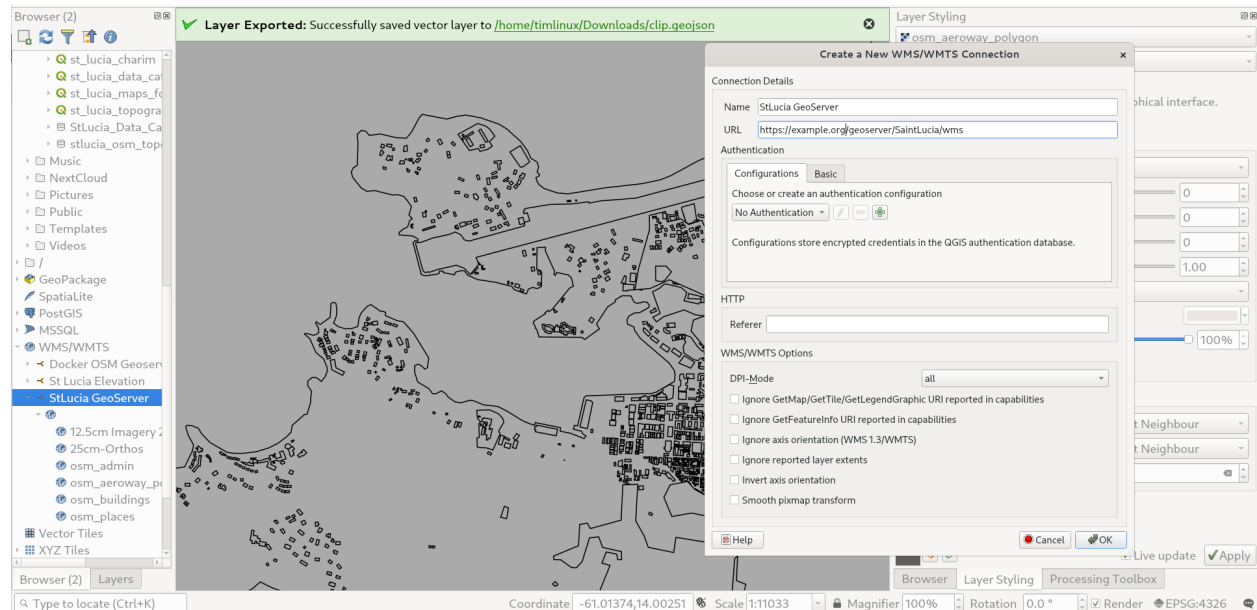 Browser (2)
st_lucia_charim
st_lucia_data_cat
st_lucia_maps_fo
st_lucia_topogra
StLucia_Data_Ca
stlucia_osm_topo
Music
NextCloud
Pictures
Public
Templates
Videos
/
GeoPackage
SpatiaLite
PostGIS
MSSQL
WMS/WMTS
Docker OSM Geoserv
St Lucia Elevation
StLucia GeoServer
12.5cm Imagery 2
25cm-Orthos
osm_admin
osm_aeroway_po
osm_buildings
osm_places
Vector Tiles
XYZ Tiles
Browser (2) Layers
Layer Exported: Successfully saved vector layer to /home/timlinux/Downloads/clip.geojson
Create a New WMS/WMTS Connection
Connection Details
Name StLucia GeoServer
URL https://example.org/geoserver/SaintLucia/wms
Authentication
Configurations Basic
Choose or create an authentication configuration
No Authentication
Configurations store encrypted credentials in the QGIS authentication database.
HTTP
Referer
WMS/WMTS Options
DPI-Mode all
Ignore GetMap/GetTile/GetLegendGraphic URI reported in capabilities
Ignore GetFeatureInfo URI reported in capabilities
Ignore axis orientation (WMS 1.3/WMTS)
Ignore reported layer extents
Invert axis orientation
Smooth pixmap transform
Help Cancel OK
Layer Styling
osm_aeroway_polygon
phical interface.
0
0
0
1.00
100%
t Neighbour
t Neighbour
Live update Apply
Browser Layer Styling Processing Toolbox
Type to locate (Ctrl+K) Coordinate -61.01374,14.00251 Scale 1:11033 Magnifier 100% Rotation 0.0 ° Render EPSG:4326